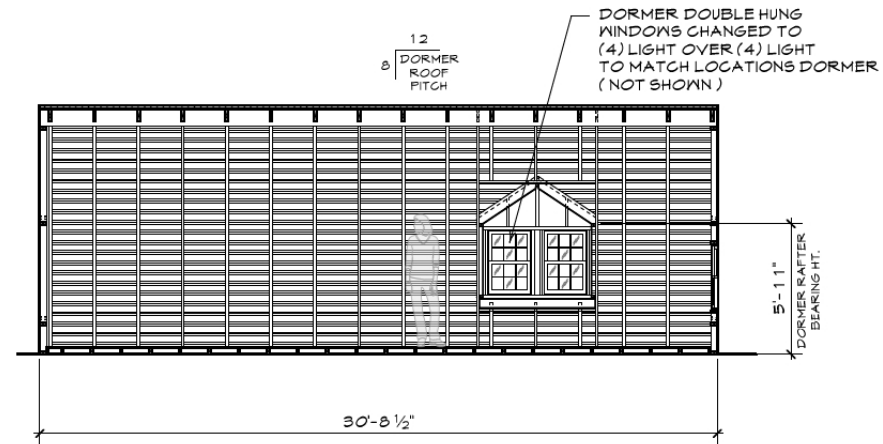 DORMER DOUBLE HUNG
WINDOWS CHANGED TO
(4) LIGHT OVER (4) LIGHT
TO MATCH LOCATIONS DORMER
( NOT SHOWN )
12
8 DORMER
ROOF
PITCH
5'-11"
DORMER RAFTER
BEARING HT.
30'-8 1/2"